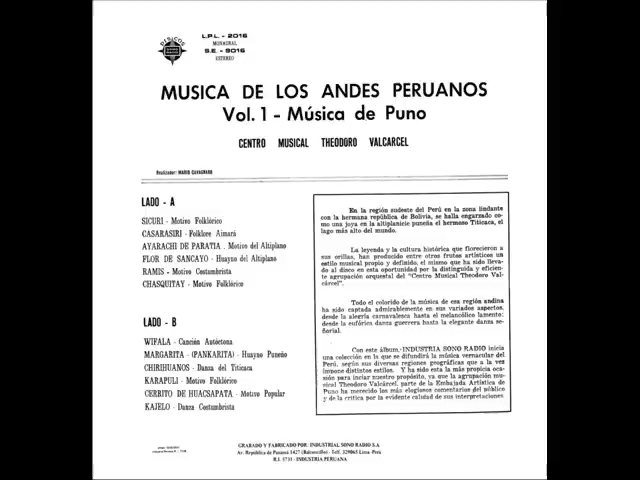 DISCOS
L.P.L. - 2016
MONAURAL
S.E. - 9016
ESTEREO
MUSICA DE LOS ANDES PERUANOS
Vol. 1 - Música de Puno
CENTRO MUSICAL THEODORO VALCARCEL
Realizador: MARIO CAVAGNARO
LADO - A
SICURI - Motivo Folklórico
CASARASIRI - Folklore Aimará
AYARACHI DE PARATIA . Motivo del Altiplano
FLOR DE SANCAYO - Huayno del Altiplano
RAMIS - Motivo Costumbrista
CHASQUITAY - Motivo Folklórico
LADO - B
WIFALA - Canción Autóctona
MARGARITA - (PANKARITA) - Huayno Puneño
CHIRIHUANOS - Danza del Titicaca
KARAPULI - Motivo Folklórico
CERRITO DE HUACSAPATA - Motivo Popular
KAJELO - Danza Costumbrista
En la región sudeste del Perú en la zona lindante
con la hermana república de Bolivia, se halla engarzado co-
mo una joya en la altiplanicie puneña el hermoso Titicaca, el
lago más alto del mundo.
La leyenda y la cultura histórica que florecieron a
sus orillas, han producido entre otros frutos artísticos un
estilo musical propio y definido, el mismo que ha sido lleva-
do al disco en esta oportunidad por la distinguida y eficien-
te agrupación orquestal del "Centro Musical Theodoro Val-
cárcel".
Todo el colorido de la música de esa región andina
ha sido captada admirablemente en sus variados aspectos,
desde la alegría carnavalesca hasta el melancólico lamento;
desde la eufórica danza guerrera hasta la elegante danza se-
ñorial.
Con este álbum, INDUSTRIA SONO RADIO inicia
una colección en la que se difundirá la música vernacular del
Perú, según sus diversas regiones geográficas que a la vez
impone distintos estilos. Y ha sido esta la más propicia oca-
sión para iniciar nuestro propósito, ya que la agrupación mu-
sical Theodoro Valcárcel, parte de la Embajada Artística de
Puno ha merecido los más elogiosos comentarios del público
y de la crítica por la evidente calidad de sus interpretaciones.
GRABADO Y FABRICADO POR: INDUSTRIAL SONO RADIO S.A
Av. República de Panamá 3427 (Balconcillo) - Telf. 329065 Lima -Perú
R.I. 5731 - INDUSTRIA PERUANA